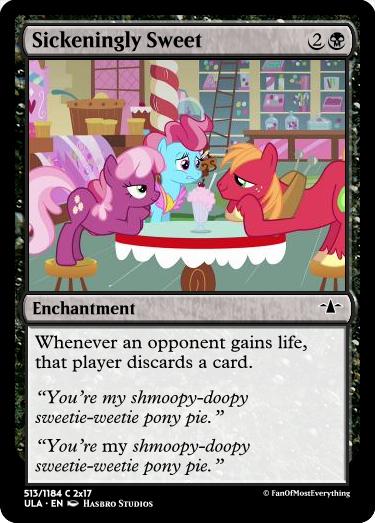 Sickeningly Sweet 2
Enchantment
Whenever an opponent gains life,
that player discards a card.
“You're my shmoopy-doopy
sweetie-weetie pony pie.”
“You're my shmoopy-doopy
sweetie-weetie pony pie.”
513/1184 C 2x17
ULA • EN Hasbro Studios © FanOfMostEverything